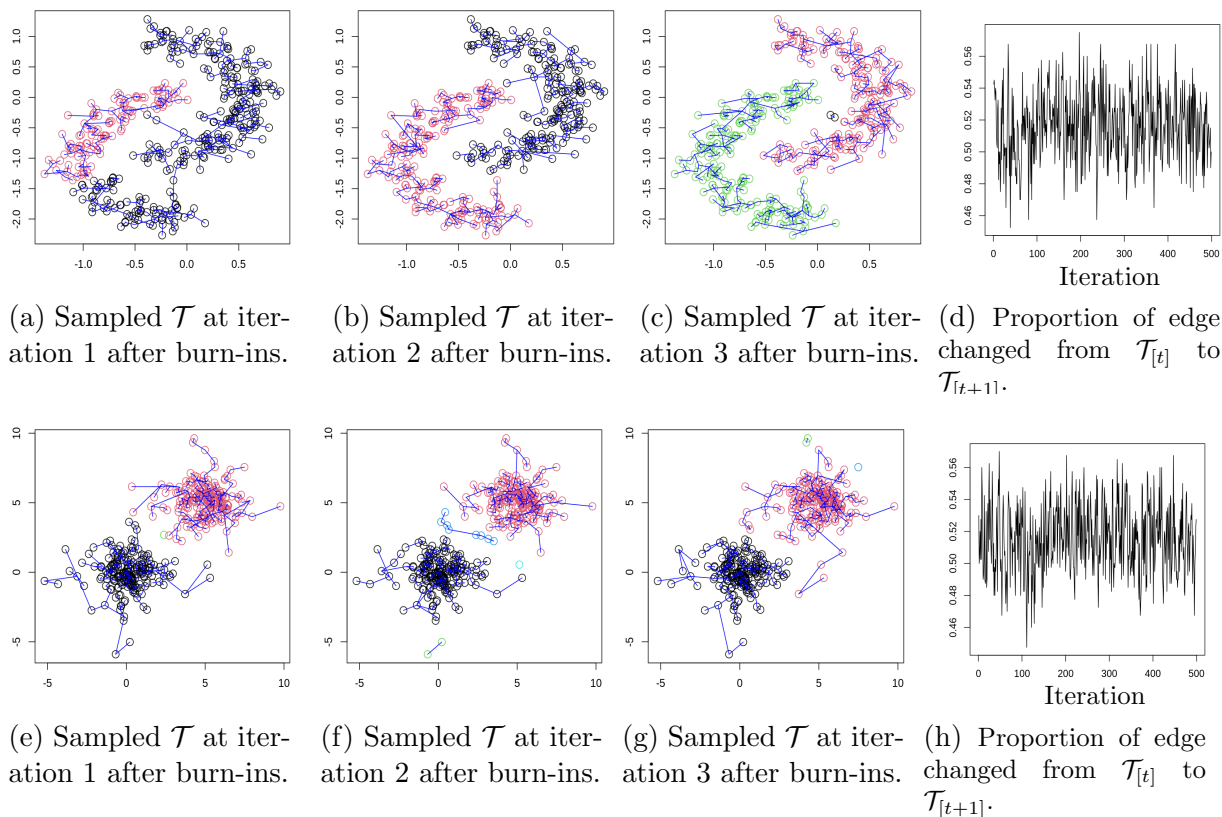 1.0
0.5
0.0
-0.5
-1.0
-1.5
-2.0
-1.0 -0.5 0.0 0.5
1.0
0.5
0.0
-0.5
-1.0
-1.5
-2.0
-1.0 -0.5 0.0 0.5
1.0
0.5
0.0
-0.5
-1.0
-1.5
-2.0
-1.0 -0.5 0.0 0.5
0.56
0.54
0.52
0.50
0.48
0.46
0 100 200 300 400 500
Iteration
(a) Sampled 𝒯 at iter-
ation 1 after burn-ins.
(b) Sampled 𝒯 at iter-
ation 2 after burn-ins.
(c) Sampled 𝒯 at iter-
ation 3 after burn-ins.
(d) Proportion of edge
changed from 𝒯[t] to
𝒯[t+1].
10
5
0
-5
0 5 10
-5
10
5
0
-5
-5 0 5 10
10
5
0
-5
-5 0 5 10
0.56
0.54
0.52
0.50
0.48
0.46
0 100 200 300 400 500
Iteration
(e) Sampled 𝒯 at iter-
ation 1 after burn-ins.
(f) Sampled 𝒯 at iter-
ation 2 after burn-ins.
(g) Sampled 𝒯 at iter-
ation 3 after burn-ins.
(h) Proportion of edge
changed from 𝒯[t] to
𝒯[t+1].